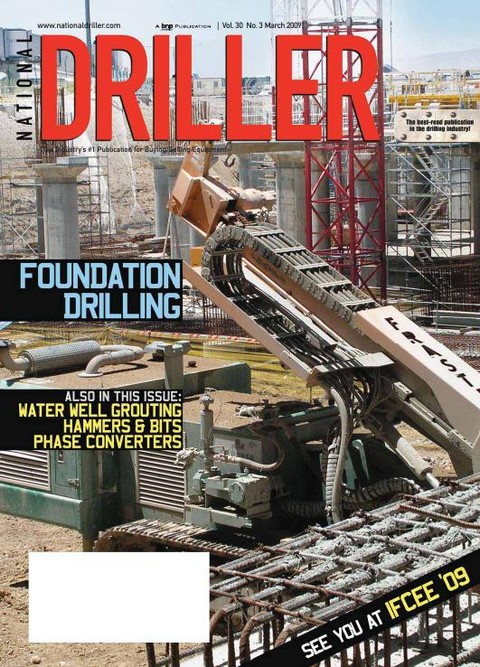 www.nationaldriller.com
A bnp PUBLICATION | Vol. 30 No. 3 March 2009
NATIONAL
DRILLER
The Industry's #1 Publication for Buying/Selling Equipment
The best-read publication
in the drilling industry!
FOUNDATION
DRILLING
ALSO IN THIS ISSUE:
WATER WELL GROUTING
HAMMERS & BITS
PHASE CONVERTERS
SEE YOU AT IFCEE '09